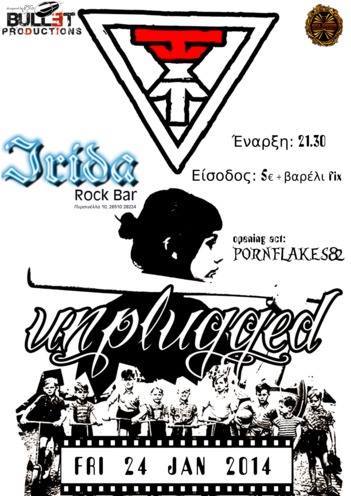 BULLET
PRODUCTIONS
Irida
Rock Bar
Έναρξη: 21.30
Είσοδος: 5€ + βαρέλι fix
opening act:
PORNFLAKES82
unplugged
FRI 24 JAN 2014